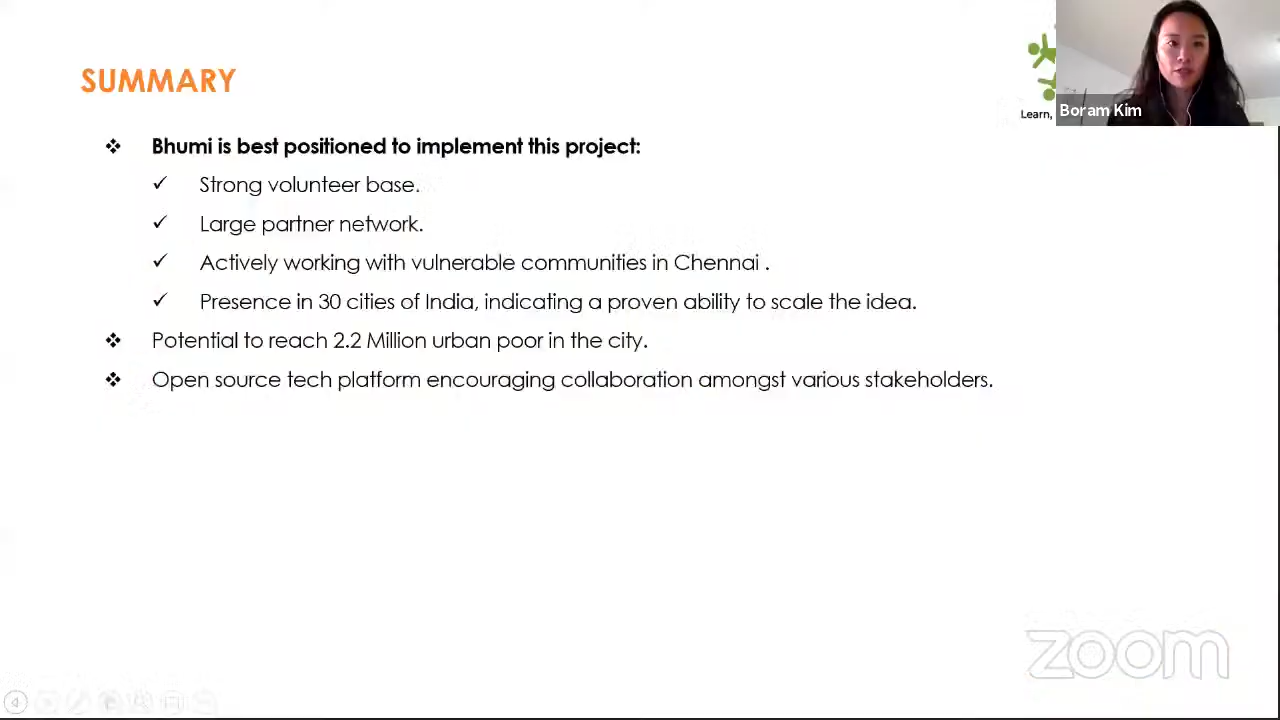 SUMMARY
Learn,
Boram Kim
❖ Bhumi is best positioned to implement this project:
✓ Strong volunteer base.
✓ Large partner network.
✓ Actively working with vulnerable communities in Chennai .
✓ Presence in 30 cities of India, indicating a proven ability to scale the idea.
❖ Potential to reach 2.2 Million urban poor in the city.
❖ Open source tech platform encouraging collaboration amongst various stakeholders.
zoom